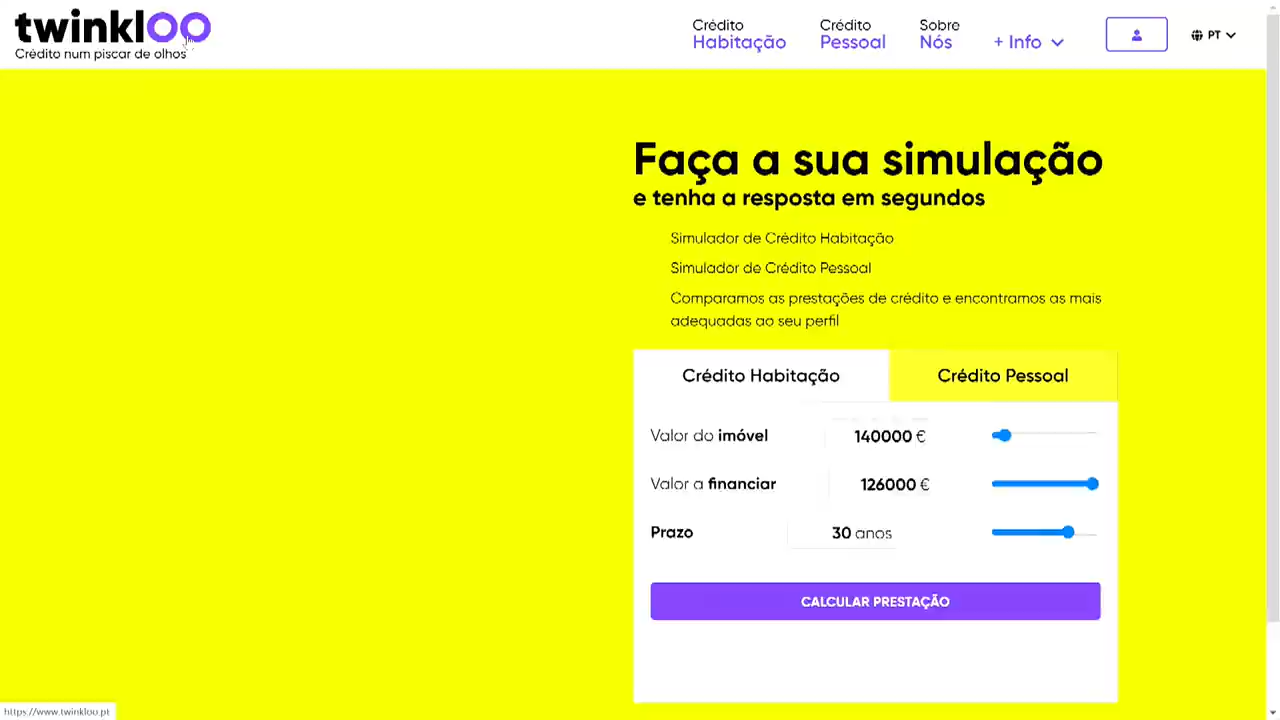 twinkloo
Crédito num piscar de olhos
Crédito
Habitação
Crédito
Pessoal
Sobre
Nós
+ Info
PT
Faça a sua simulação
e tenha a resposta em segundos
Simulador de Crédito Habitação
Simulador de Crédito Pessoal
Comparamos as prestações de crédito e encontramos as mais
adequadas ao seu perfil
Crédito Habitação
Crédito Pessoal
Valor do imóvel
140000 €
Valor a financiar
126000 €
Prazo
30 anos
CALCULAR PRESTAÇÃO
https://www.twinkloo.pt